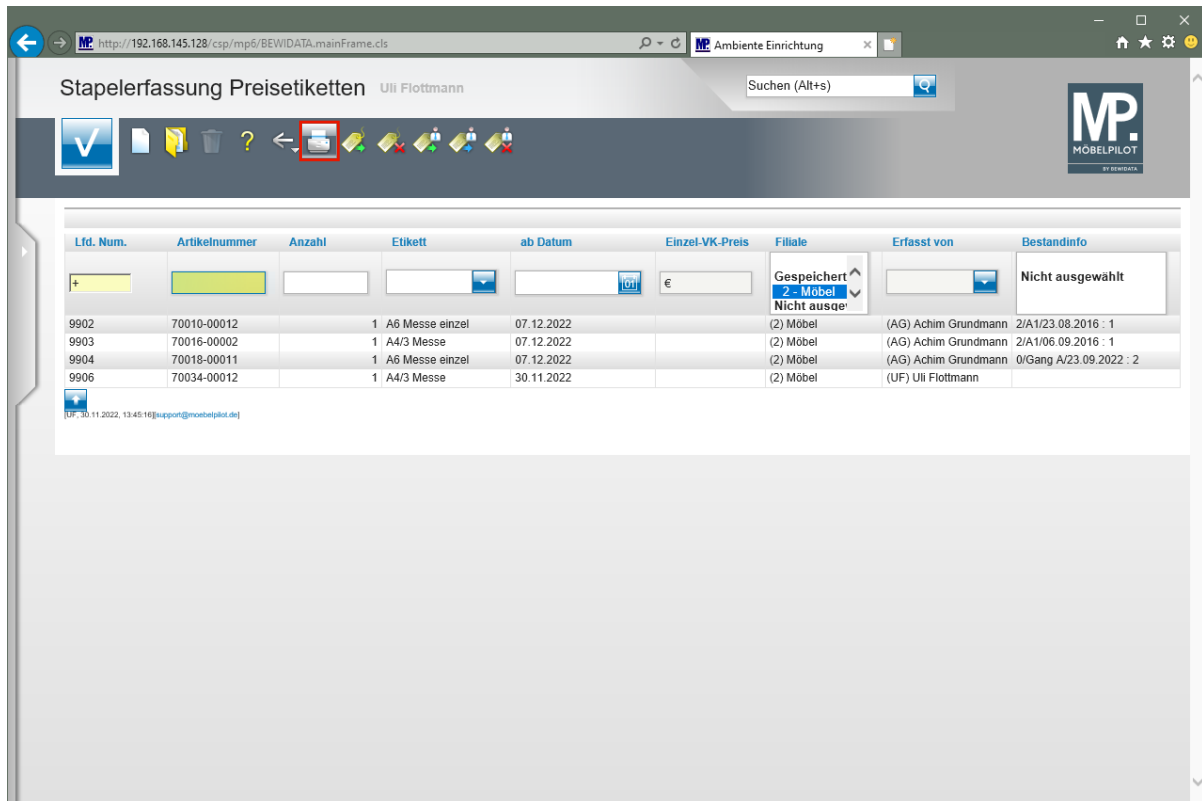 http://192.168.145.128/csp/mp6/BEWIDATA.mainFrame.cls
MP. Ambiente Einrichtung
Stapelerfassung Preisetiketten Uli Flottmann
Suchen (Alt+s)
MP.
MÖBELPILOT
BY BEWIDATA
Lfd. Num. Artikelnummer Anzahl Etikett ab Datum Einzel-VK-Preis Filiale Erfasst von Bestandinfo
+ € Gespeichert Nicht ausgewählt
2 - Möbel
Nicht ausgew
9902 70010-00012 1 A6 Messe einzel 07.12.2022 (2) Möbel (AG) Achim Grundmann 2/A1/23.08.2016 : 1
9903 70016-00002 1 A4/3 Messe 07.12.2022 (2) Möbel (AG) Achim Grundmann 2/A1/06.09.2016 : 1
9904 70018-00011 1 A6 Messe einzel 07.12.2022 (2) Möbel (AG) Achim Grundmann 0/Gang A/23.09.2022 : 2
9906 70034-00012 1 A4/3 Messe 30.11.2022 (2) Möbel (UF) Uli Flottmann
[UF, 30.11.2022, 13:45:16][support@moebelpilot.de]